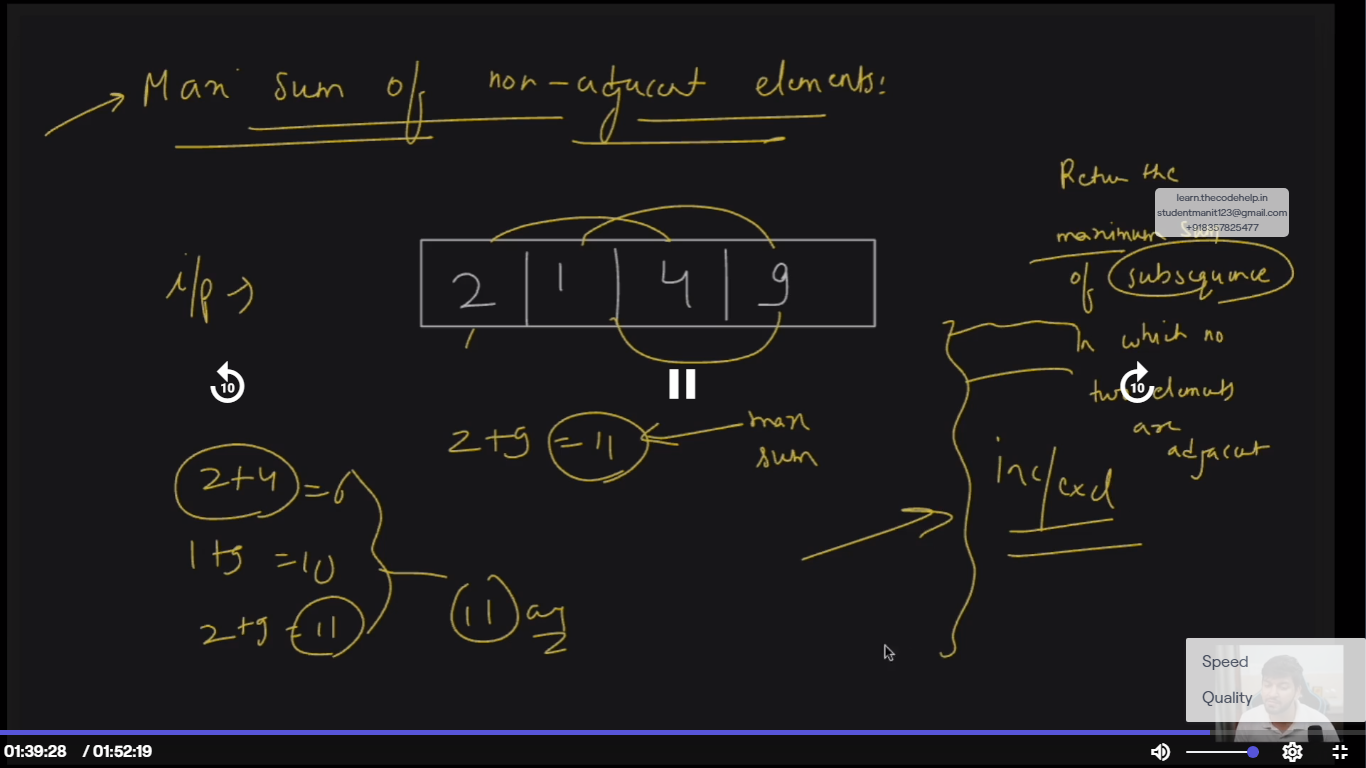 Maxi Sum of non-adjacent elements:
Return the
learn.thecodehelp.in
studentmanit123@gmail.com
+918357825477
maximum Sum
of subsequence
i/p →
2 1 4 9
In which no
10
10
two elements
are
adjacent
2+9 = 11
max
sum
inc/excl
2+4 = 6
1+9 = 10
2+9 = 11
11 ans
Speed
Quality
01:39:28 / 01:52:19